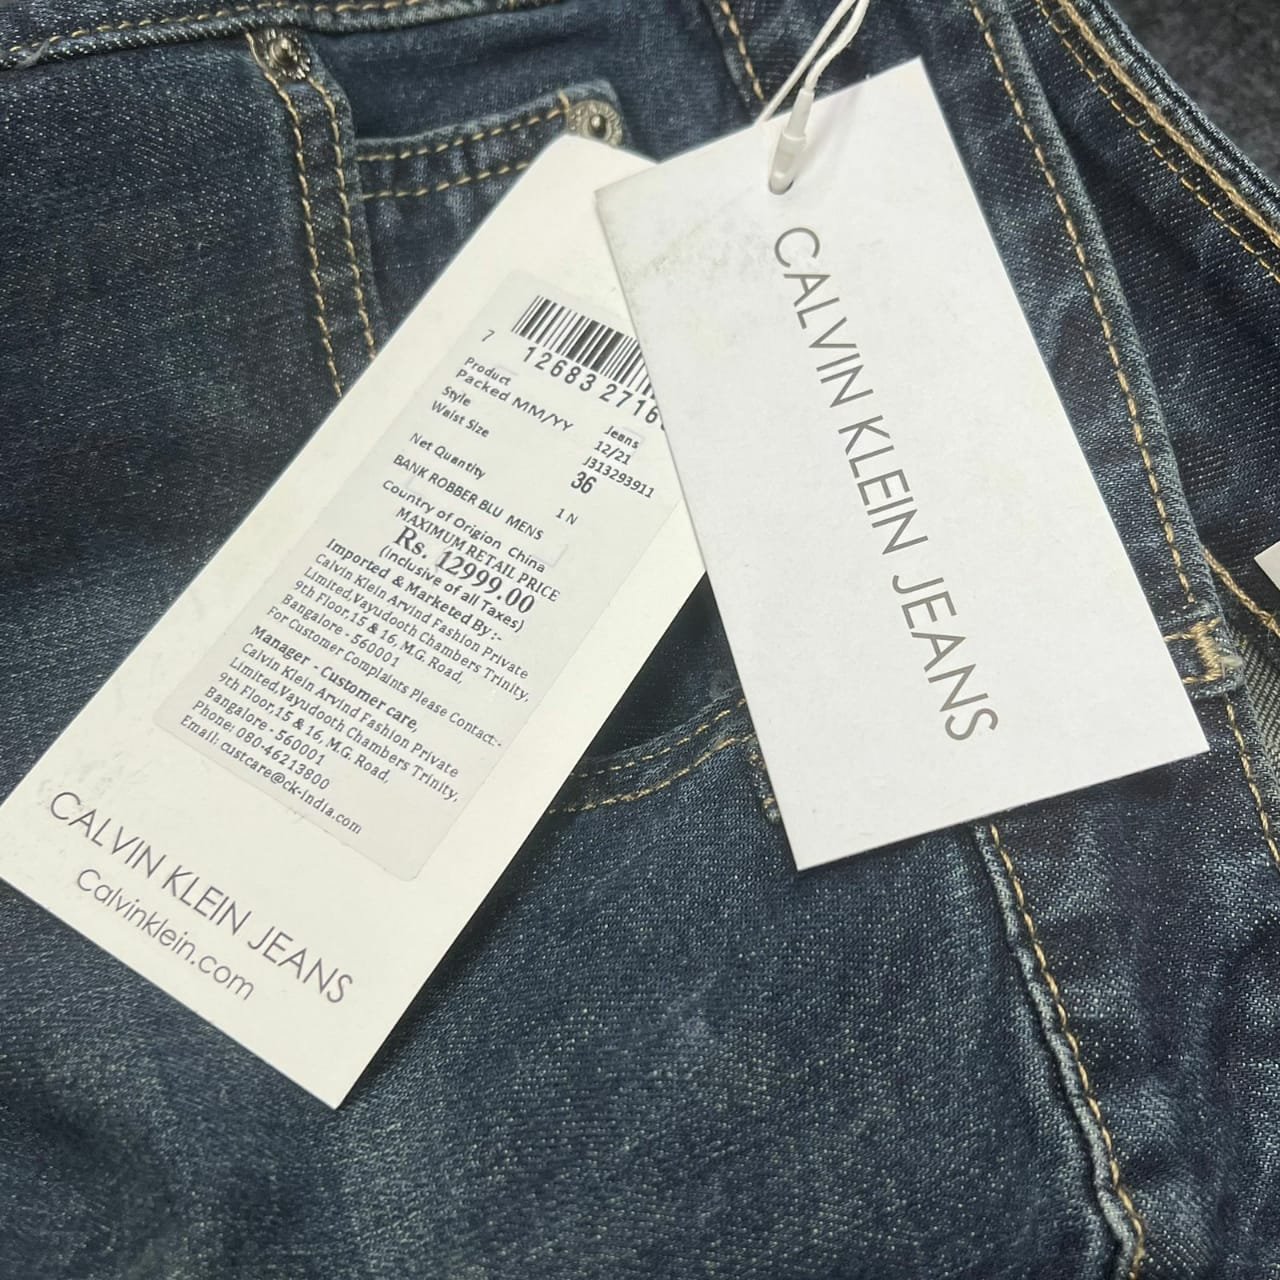 7 12683 2716
Product Jeans
Packed MM/YY 12/21
Style J313293911
Waist Size 36
Net Quantity 1 N
BANK ROBBER BLU MENS
Country of Origion China
MAXIMUM RETAIL PRICE
Rs. 12999.00
(Inclusive of all Taxes)
Imported & Marketed By :-
Calvin Klein Arvind Fashion Private
Limited,Vayudooth Chambers Trinity,
9th Floor,15 & 16, M.G. Road,
Bangalore - 560001
For Customer Complaints Please Contact:-
Manager - Customer care,
Calvin Klein Arvind Fashion Private
Limited,Vayudooth Chambers Trinity,
9th Floor,15 & 16, M.G. Road,
Bangalore - 560001
Phone: 080-46213800
Email: custcare@ck-india.com
CALVIN KLEIN JEANS
Calvinklein.com
CALVIN KLEIN JEANS